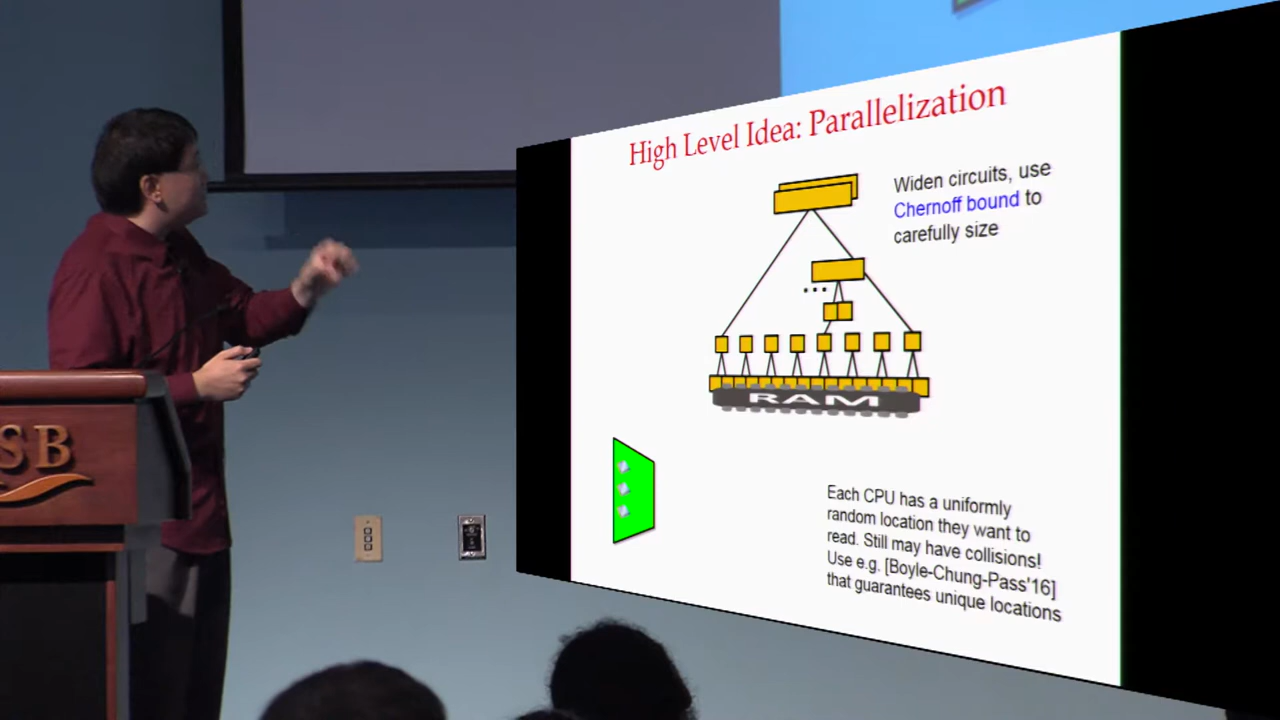 High Level Idea: Parallelization
Widen circuits, use
Chernoff bound to
carefully size
...
RAM
Each CPU has a uniformly
random location they want to
read. Still may have collisions!
Use e.g. [Boyle-Chung-Pass'16]
that guarantees unique locations
SB